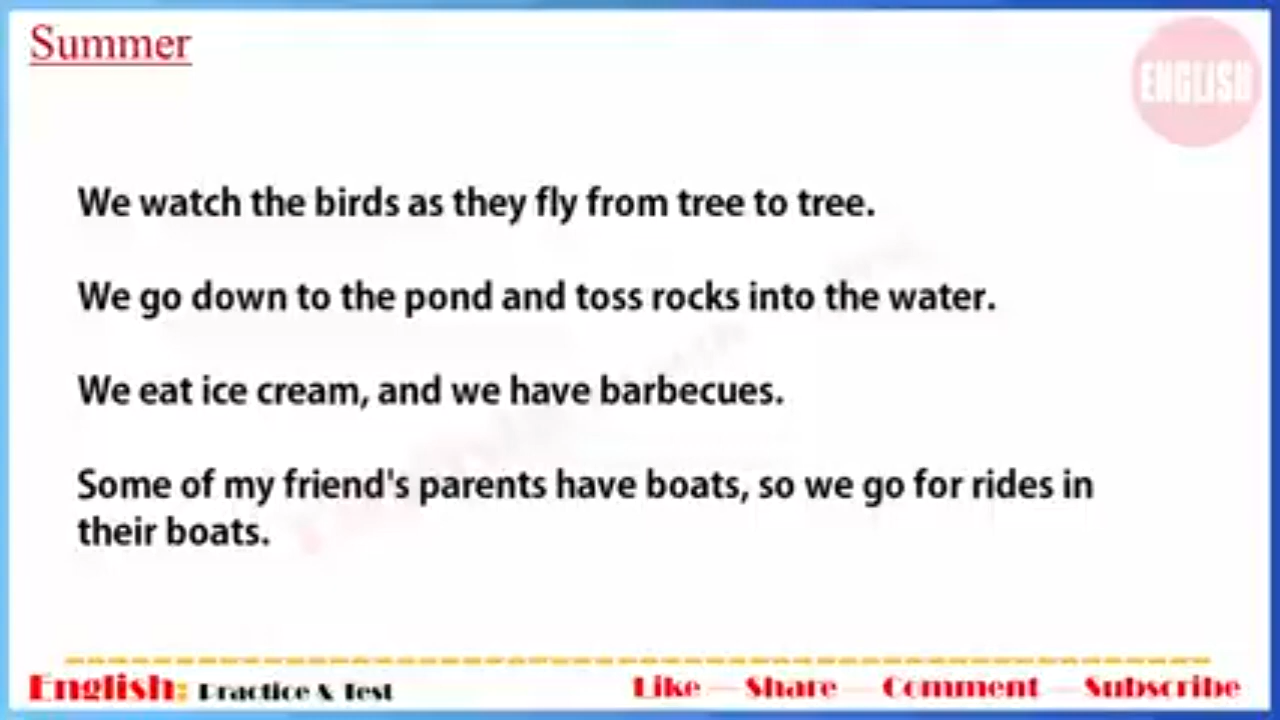 Summer
ENGLISH
We watch the birds as they fly from tree to tree.
We go down to the pond and toss rocks into the water.
We eat ice cream, and we have barbecues.
Some of my friend's parents have boats, so we go for rides in
their boats.
English: Practice & Test
Like — Share — Comment — Subscribe